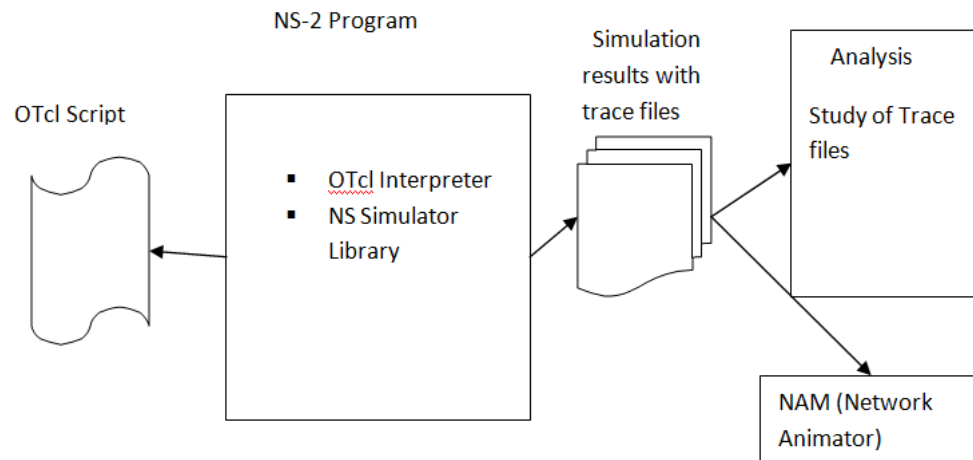 NS-2 Program
OTcl Script
OTcl Interpreter
NS Simulator
Library
Simulation
results with
trace files
Analysis
Study of Trace
files
NAM (Network
Animator)